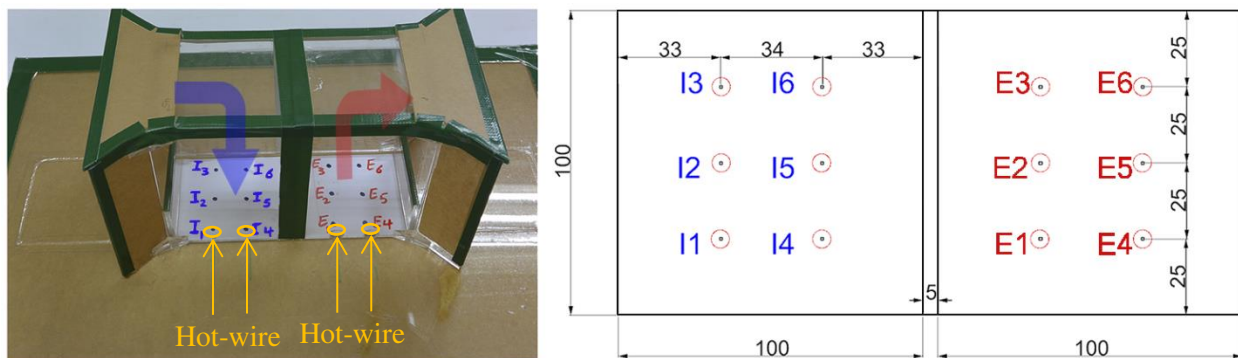 I3 I6 E3 E6
I2 I5 E2 E5
I1 I4 E E4
Hot-wire Hot-wire
33 34 33
I3 I6 E3 E6
I2 I5 E2 E5
I1 I4 E1 E4
25
25
25
25
100
5
100 100